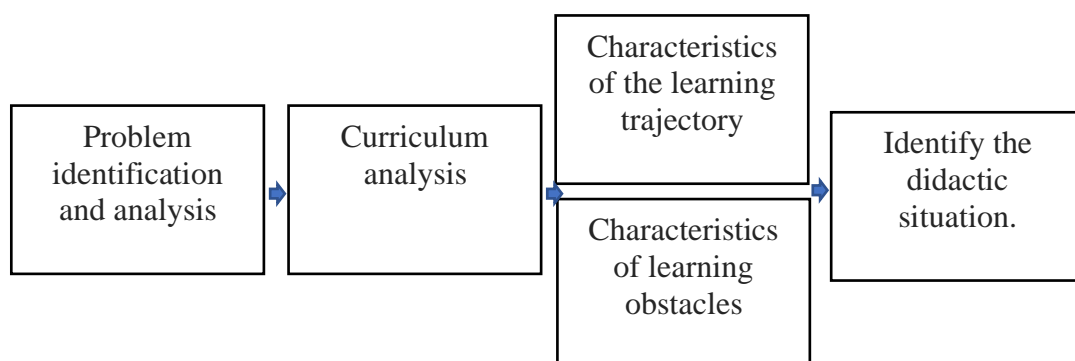 Problem
identification
and analysis
Curriculum
analysis
Characteristics
of the learning
trajectory
Characteristics
of learning
obstacles
Identify the
didactic
situation.